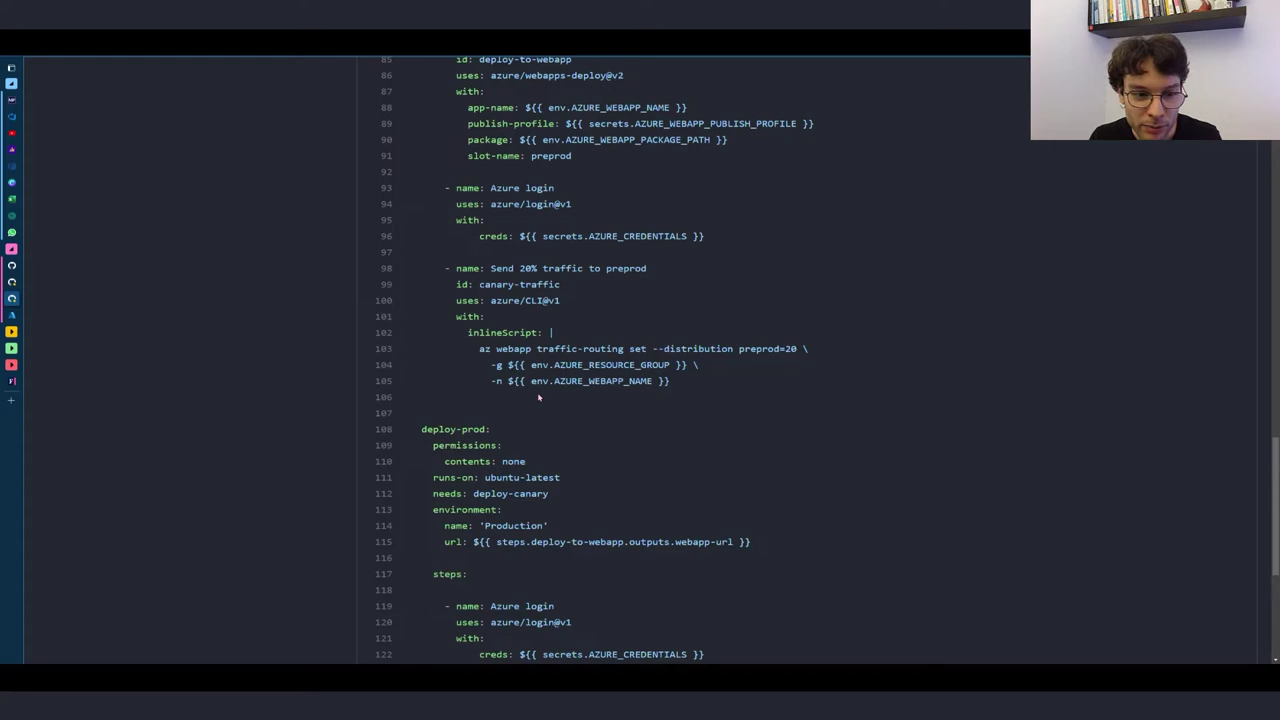 85 id: deploy-to-webapp
86 uses: azure/webapps-deploy@v2
87 with:
88 app-name: ${{ env.AZURE_WEBAPP_NAME }}
89 publish-profile: ${{ secrets.AZURE_WEBAPP_PUBLISH_PROFILE }}
90 package: ${{ env.AZURE_WEBAPP_PACKAGE_PATH }}
91 slot-name: preprod
92
93 - name: Azure login
94 uses: azure/login@v1
95 with:
96 creds: ${{ secrets.AZURE_CREDENTIALS }}
97
98 - name: Send 20% traffic to preprod
99 id: canary-traffic
100 uses: azure/CLI@v1
101 with:
102 inlineScript: |
103 az webapp traffic-routing set --distribution preprod=20 \
104 -g ${{ env.AZURE_RESOURCE_GROUP }} \
105 -n ${{ env.AZURE_WEBAPP_NAME }}
106
107
108 deploy-prod:
109 permissions:
110 contents: none
111 runs-on: ubuntu-latest
112 needs: deploy-canary
113 environment:
114 name: 'Production'
115 url: ${{ steps.deploy-to-webapp.outputs.webapp-url }}
116
117 steps:
118
119 - name: Azure login
120 uses: azure/login@v1
121 with:
122 creds: ${{ secrets.AZURE_CREDENTIALS }}